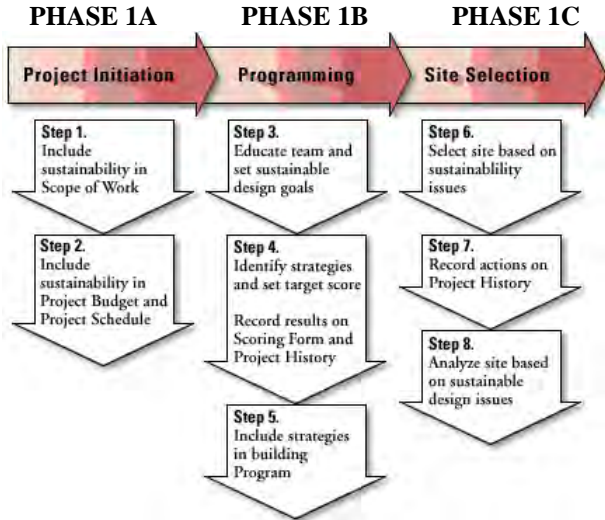 PHASE 1A
PHASE 1B
PHASE 1C
Project Initiation
Programming
Site Selection
Step 1.
Include
sustainability in
Scope of Work
Step 2.
Include
sustainability in
Project Budget and
Project Schedule
Step 3.
Educate team and
set sustainable
design goals
Step 4.
Identify strategies
and set target score
Record results on
Scoring Form and
Project History
Step 5.
Include strategies
in building
Program
Step 6.
Select site based on
sustainablility
issues
Step 7.
Record actions on
Project History
Step 8.
Analyze site based
on sustainable
design issues